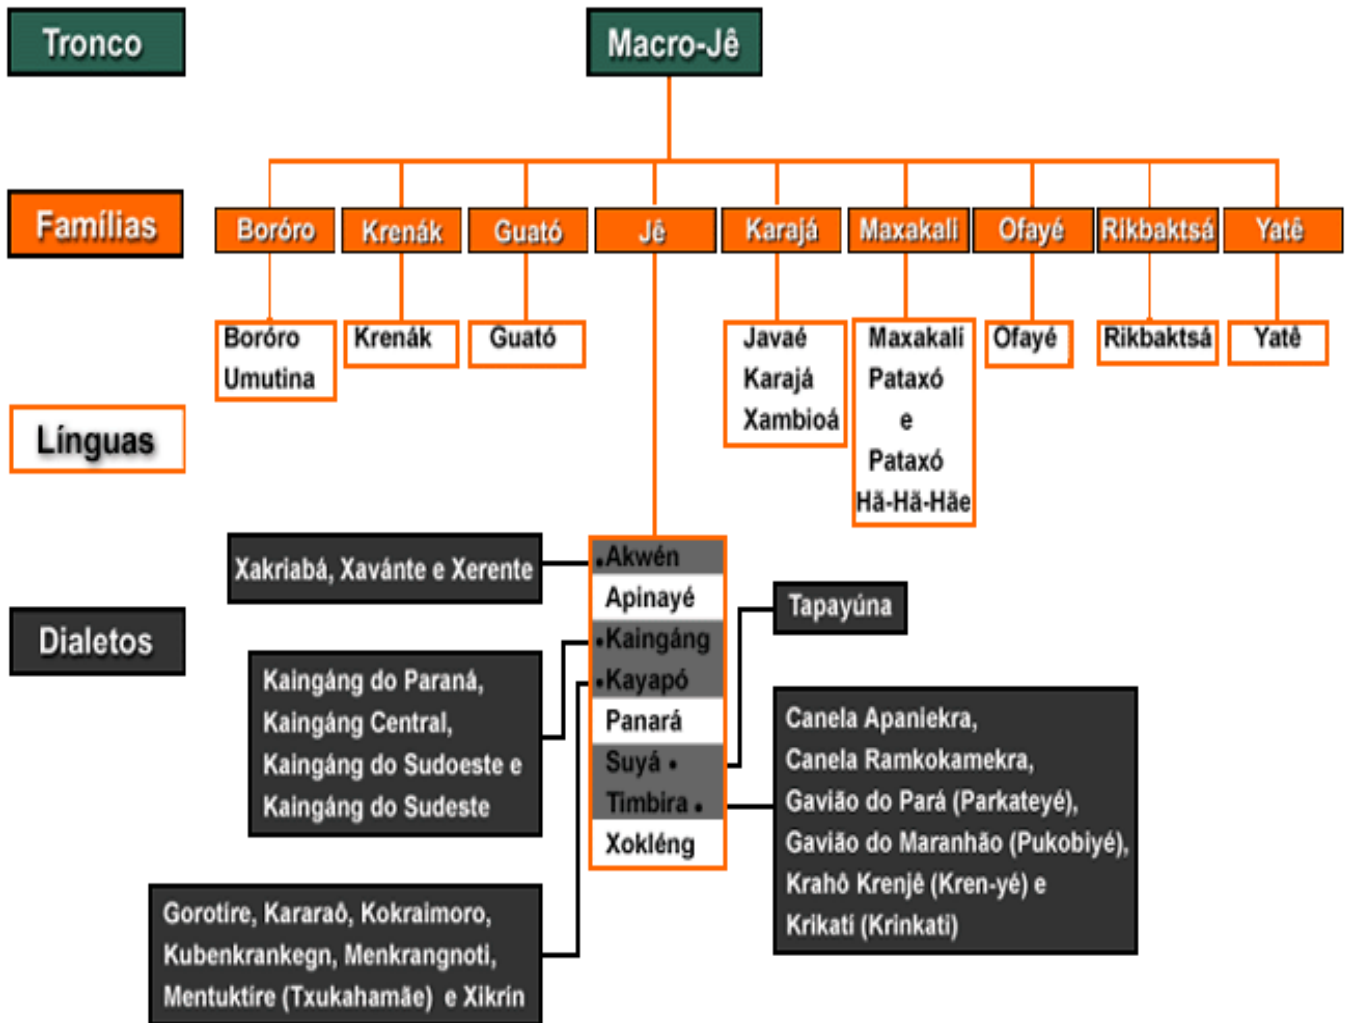 Tronco
Macro-Jê
Famílias
Boróro
Krenák
Guató
Jê
Karajá
Maxakali
Ofayé
Rikbaktsá
Yatê
Boróro
Umutina
Krenák
Guató
Javaé
Karajá
Xambioá
Maxakali
Pataxó
e
Pataxó
Hã-Hã-Hãe
Ofayé
Rikbaktsá
Yatê
Línguas
Xakriabá, Xavánte e Xerente
•Akwén
Apinayé
•Kaingáng
•Kayapó
Panará
Suyá •
Timbira •
Xokléng
Tapayúna
Dialetos
Kaingáng do Paraná,
Kaingáng Central,
Kaingáng do Sudoeste e
Kaingáng do Sudeste
Canela Apaniekra,
Canela Ramkokamekra,
Gavião do Pará (Parkateyé),
Gavião do Maranhão (Pukobiyé),
Krahô Krenjê (Kren-yé) e
Krikati (Krinkati)
Gorotire, Kararaô, Kokraimoro,
Kubenkrankegn, Menkrangnoti,
Mentuktire (Txukahamãe) e Xikrin